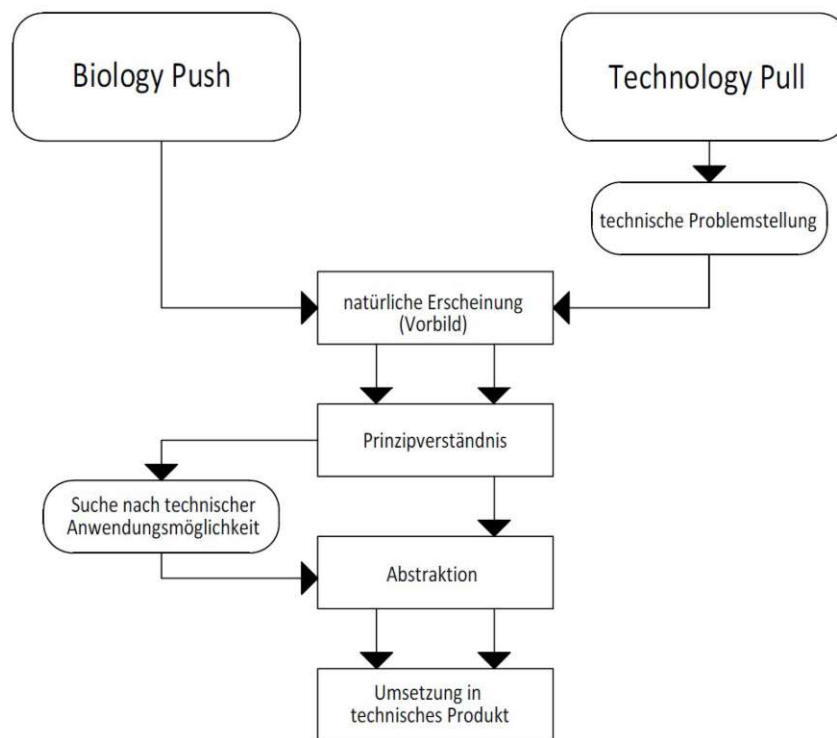 Biology Push
Technology Pull
technische Problemstellung
natürliche Erscheinung
(Vorbild)
Prinzipverständnis
Suche nach technischer
Anwendungsmöglichkeit
Abstraktion
Umsetzung in
technisches Produkt